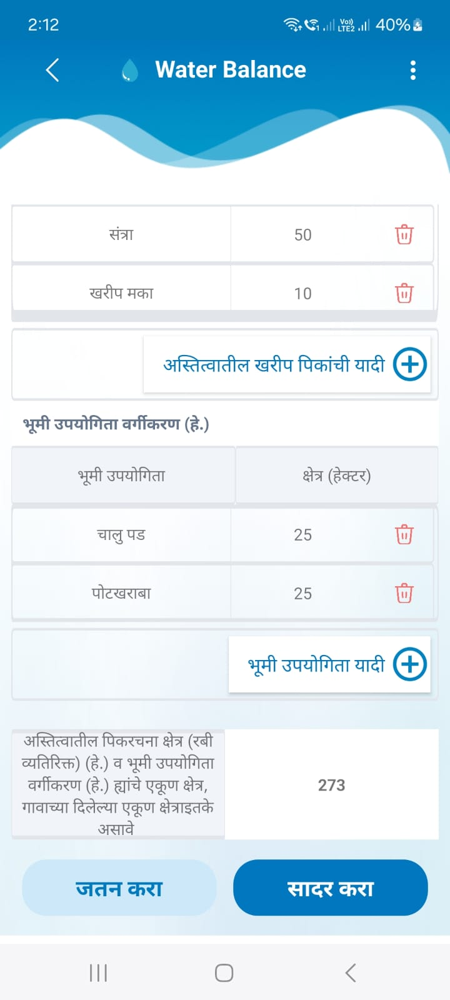 2:12
Vo)) LTE2 40%
Water Balance
संत्रा 50
खरीप मका 10
अस्तित्वातील खरीप पिकांची यादी
भूमी उपयोगिता वर्गीकरण (हे.)
भूमी उपयोगिता क्षेत्र (हेक्टर)
चालु पड 25
पोटखराबा 25
भूमी उपयोगिता यादी
अस्तित्वातील पिकरचना क्षेत्र (रबी
व्यतिरिक्त) (हे.) व भूमी उपयोगिता
वर्गीकरण (हे.) ह्यांचे एकूण क्षेत्र,
गावाच्या दिलेल्या एकूण क्षेत्राइतके
असावे
273
जतन करा सादर करा